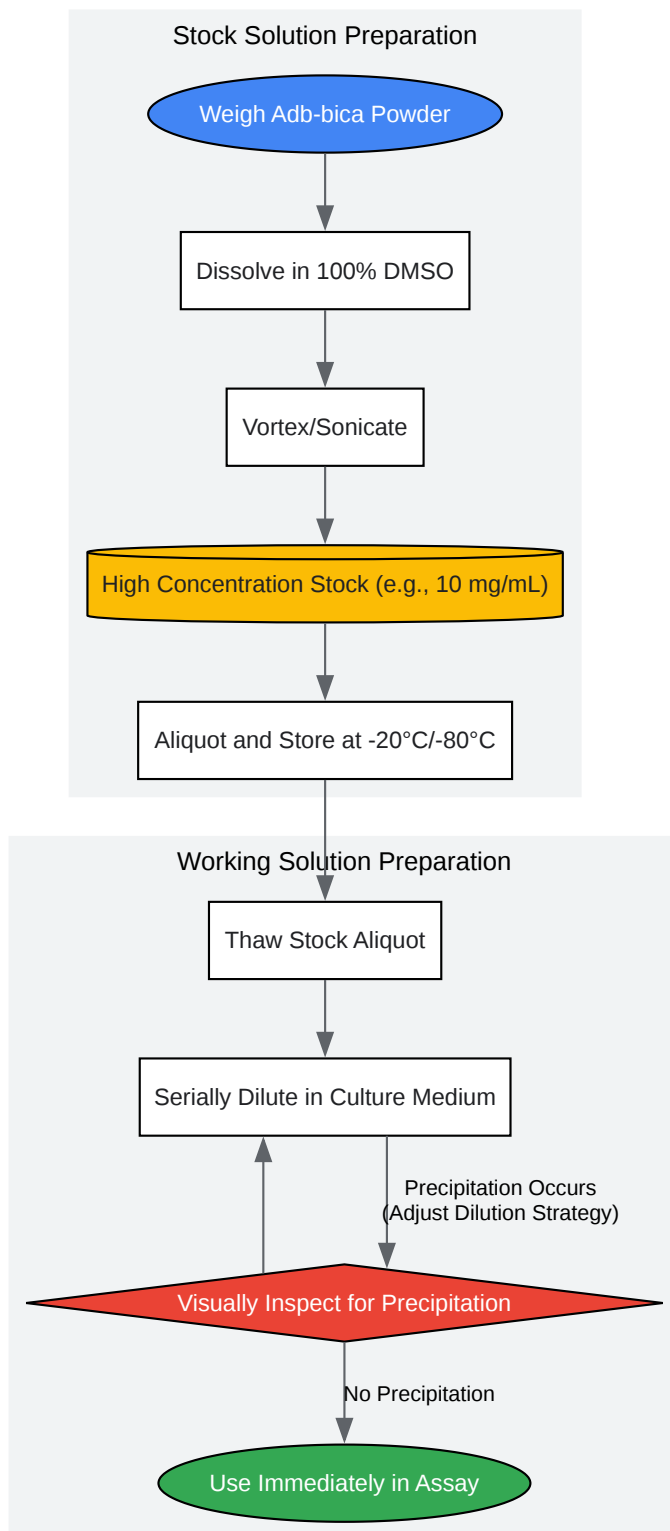 Stock Solution Preparation
Weigh Adb-bica Powder
Dissolve in 100% DMSO
Vortex/Sonicate
High Concentration Stock (e.g., 10 mg/mL)
Aliquot and Store at -20°C/-80°C
Working Solution Preparation
Thaw Stock Aliquot
Serially Dilute in Culture Medium
Precipitation Occurs
(Adjust Dilution Strategy)
Visually Inspect for Precipitation
No Precipitation
Use Immediately in Assay